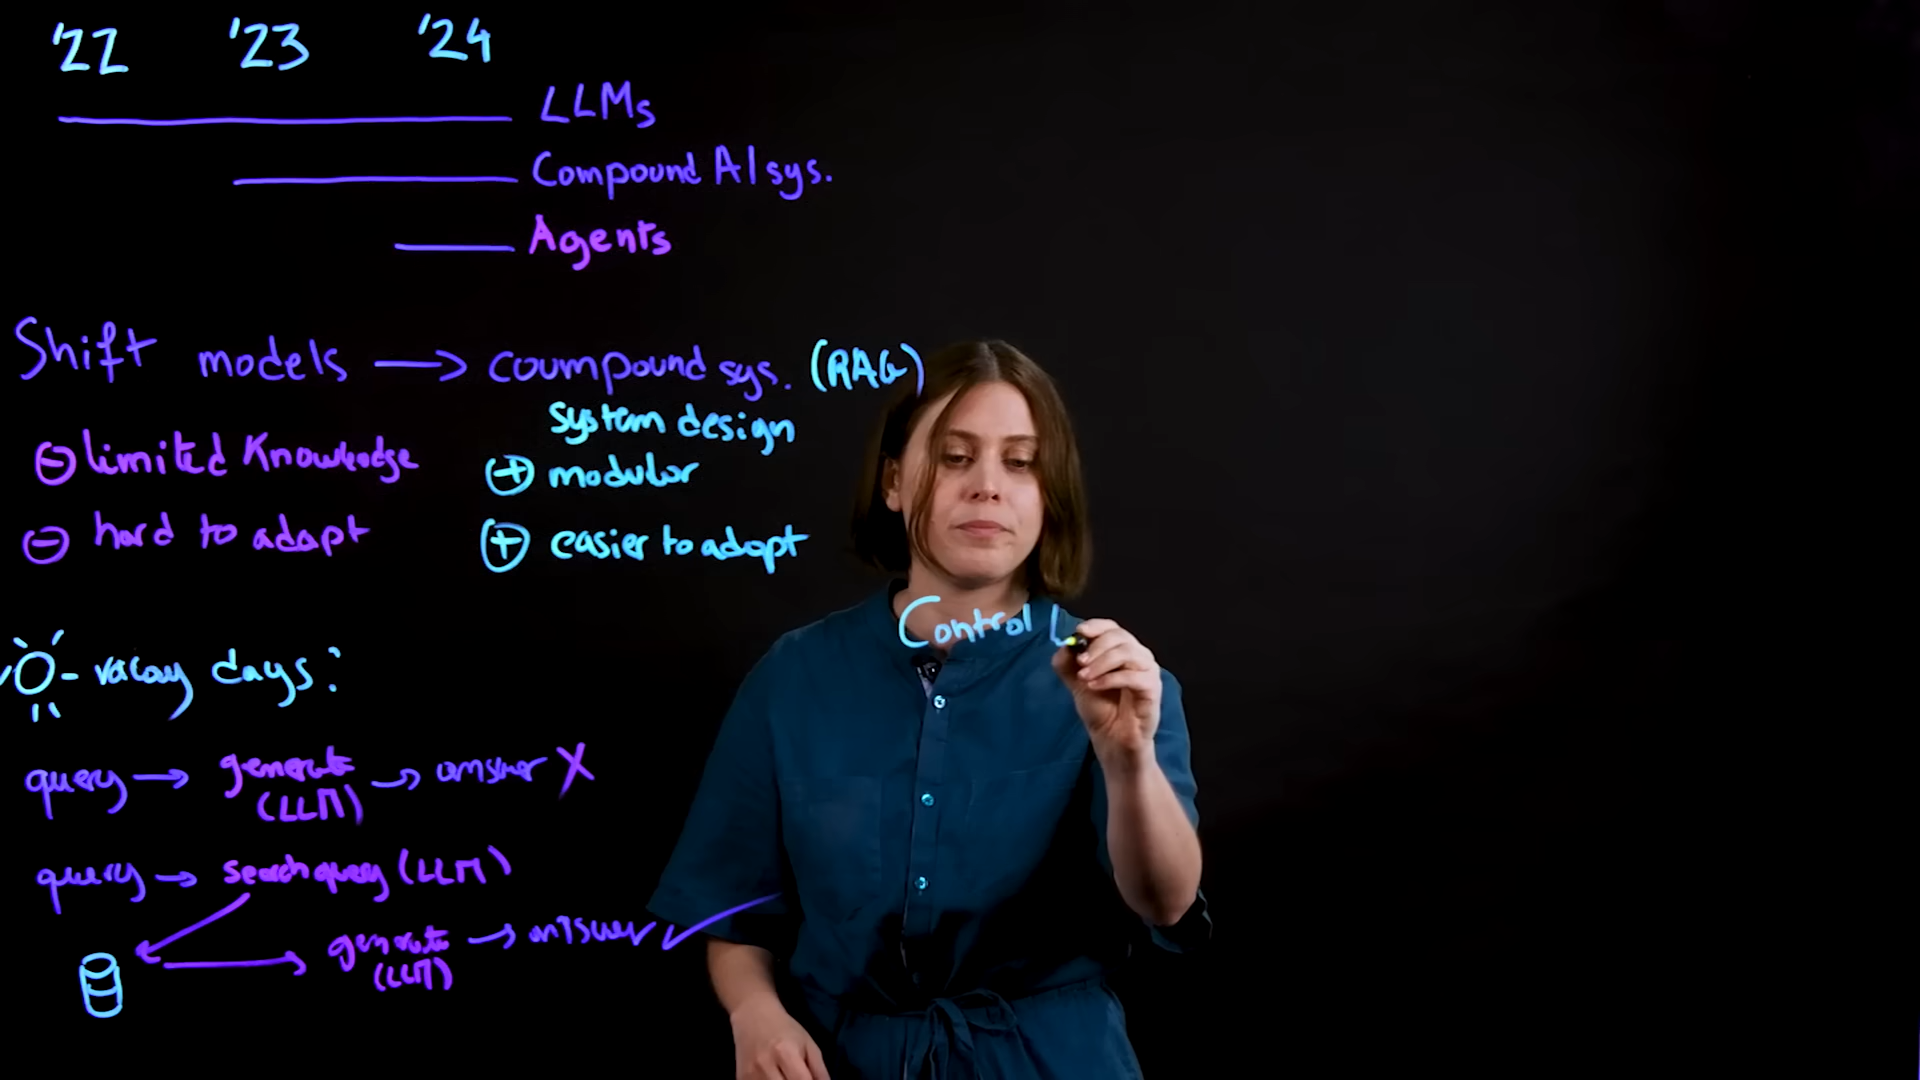 '22 '23 '24
LLMs
Compound AI sys.
Agents
Shift models → coumpound sys. (RAG)
system design
⊖ limited Knowledge ⊕ modular
⊖ hard to adapt ⊕ easier to adapt
Control L
vacay days?
query → generate (LLM) → answer X
query → search query (LLM)
→ generate (LLM) → answer ✓